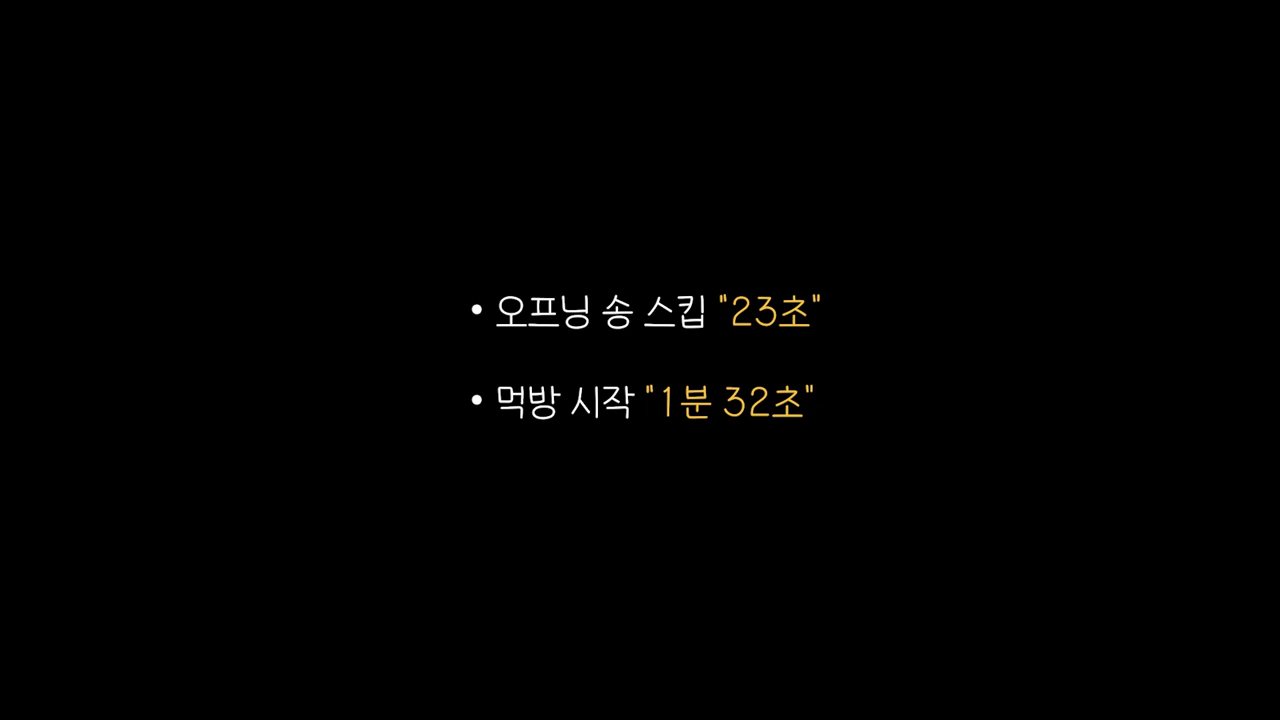 • 오프닝 송 스킵 "23초"
• 먹방 시작 "1분 32초"